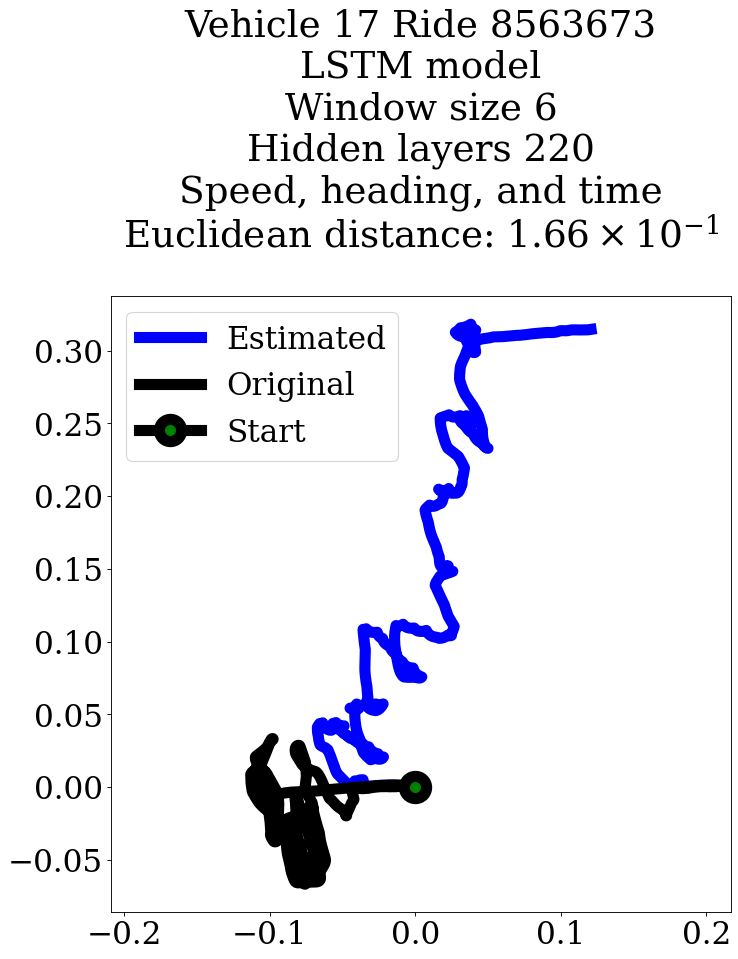 Vehicle 17 Ride 8563673
LSTM model
Window size 6
Hidden layers 220
Speed, heading, and time
Euclidean distance: 1.66 × 10⁻¹
Estimated
Original
Start
0.30
0.25
0.20
0.15
0.10
0.05
0.00
−0.05
−0.2 −0.1 0.0 0.1 0.2